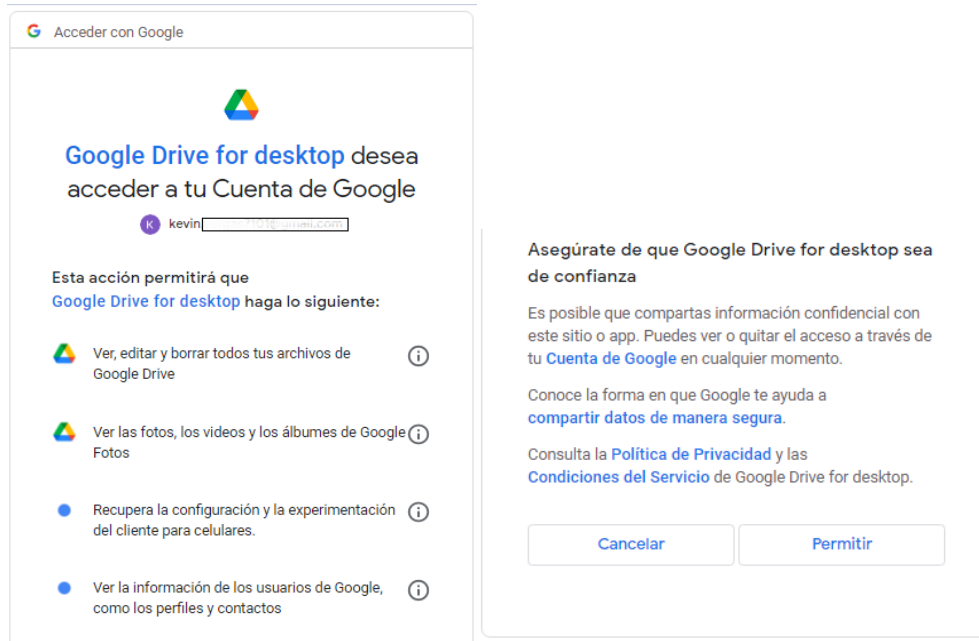 Acceder con Google
Google Drive for desktop desea
acceder a tu Cuenta de Google
K kevin
Esta acción permitirá que
Google Drive for desktop haga lo siguiente:
Ver, editar y borrar todos tus archivos de
Google Drive
Ver las fotos, los videos y los álbumes de Google
Fotos
Recupera la configuración y la experimentación
del cliente para celulares.
Ver la información de los usuarios de Google,
como los perfiles y contactos
Asegúrate de que Google Drive for desktop sea
de confianza
Es posible que compartas información confidencial con
este sitio o app. Puedes ver o quitar el acceso a través de
tu Cuenta de Google en cualquier momento.
Conoce la forma en que Google te ayuda a
compartir datos de manera segura.
Consulta la Política de Privacidad y las
Condiciones del Servicio de Google Drive for desktop.
Cancelar
Permitir